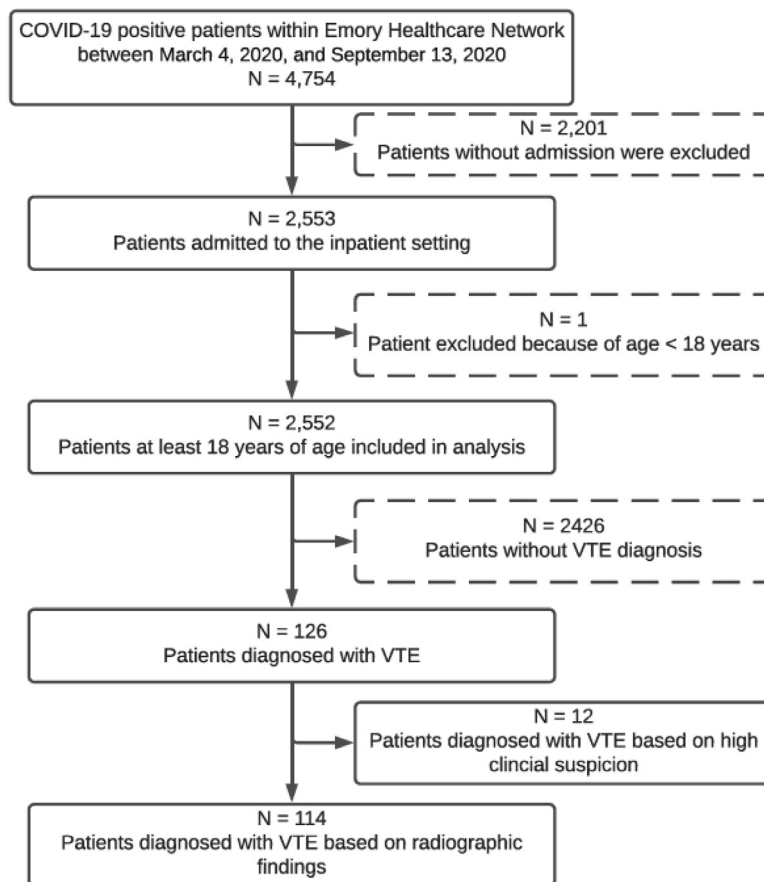 COVID-19 positive patients within Emory Healthcare Network
between March 4, 2020, and September 13, 2020
N = 4,754
N = 2,201
Patients without admission were excluded
N = 2,553
Patients admitted to the inpatient setting
N = 1
Patient excluded because of age < 18 years
N = 2,552
Patients at least 18 years of age included in analysis
N = 2426
Patients without VTE diagnosis
N = 126
Patients diagnosed with VTE
N = 12
Patients diagnosed with VTE based on high
clincial suspicion
N = 114
Patients diagnosed with VTE based on radiographic
findings